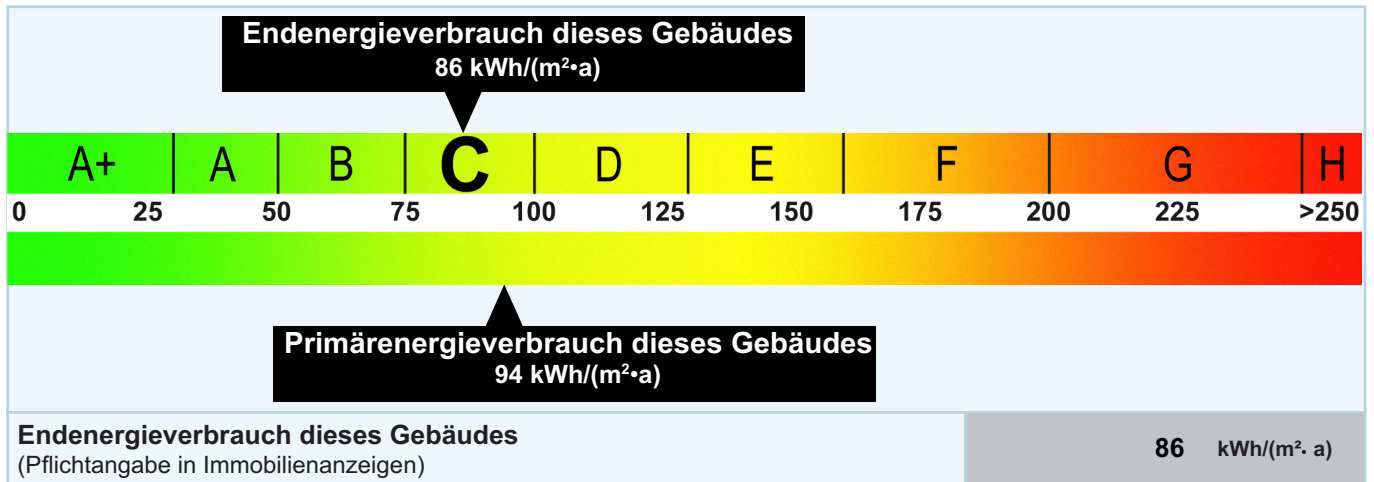 Endenergieverbrauch dieses Gebäudes
86 kWh/(m²•a)
A+ A B C D E F G H
0 25 50 75 100 125 150 175 200 225 >250
Primärenergieverbrauch dieses Gebäudes
94 kWh/(m²•a)
Endenergieverbrauch dieses Gebäudes
(Pflichtangabe in Immobilienanzeigen)
86 kWh/(m²· a)